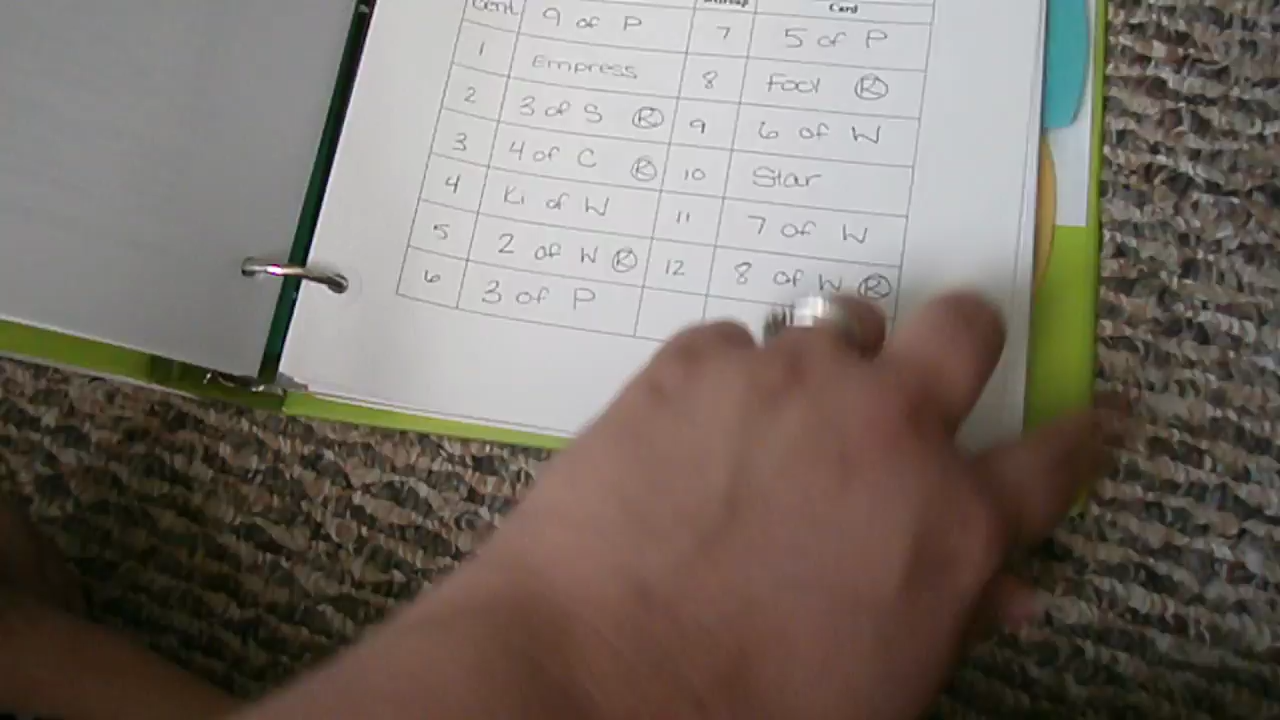 Card
Cent 9 of P 7 5 of P
1 Empress 8 Fool R
2 3 of S R 9 6 of W
3 4 of C R 10 Star
4 Ki of W 11 7 of W
5 2 of W R 12 8 of W R
6 3 of P